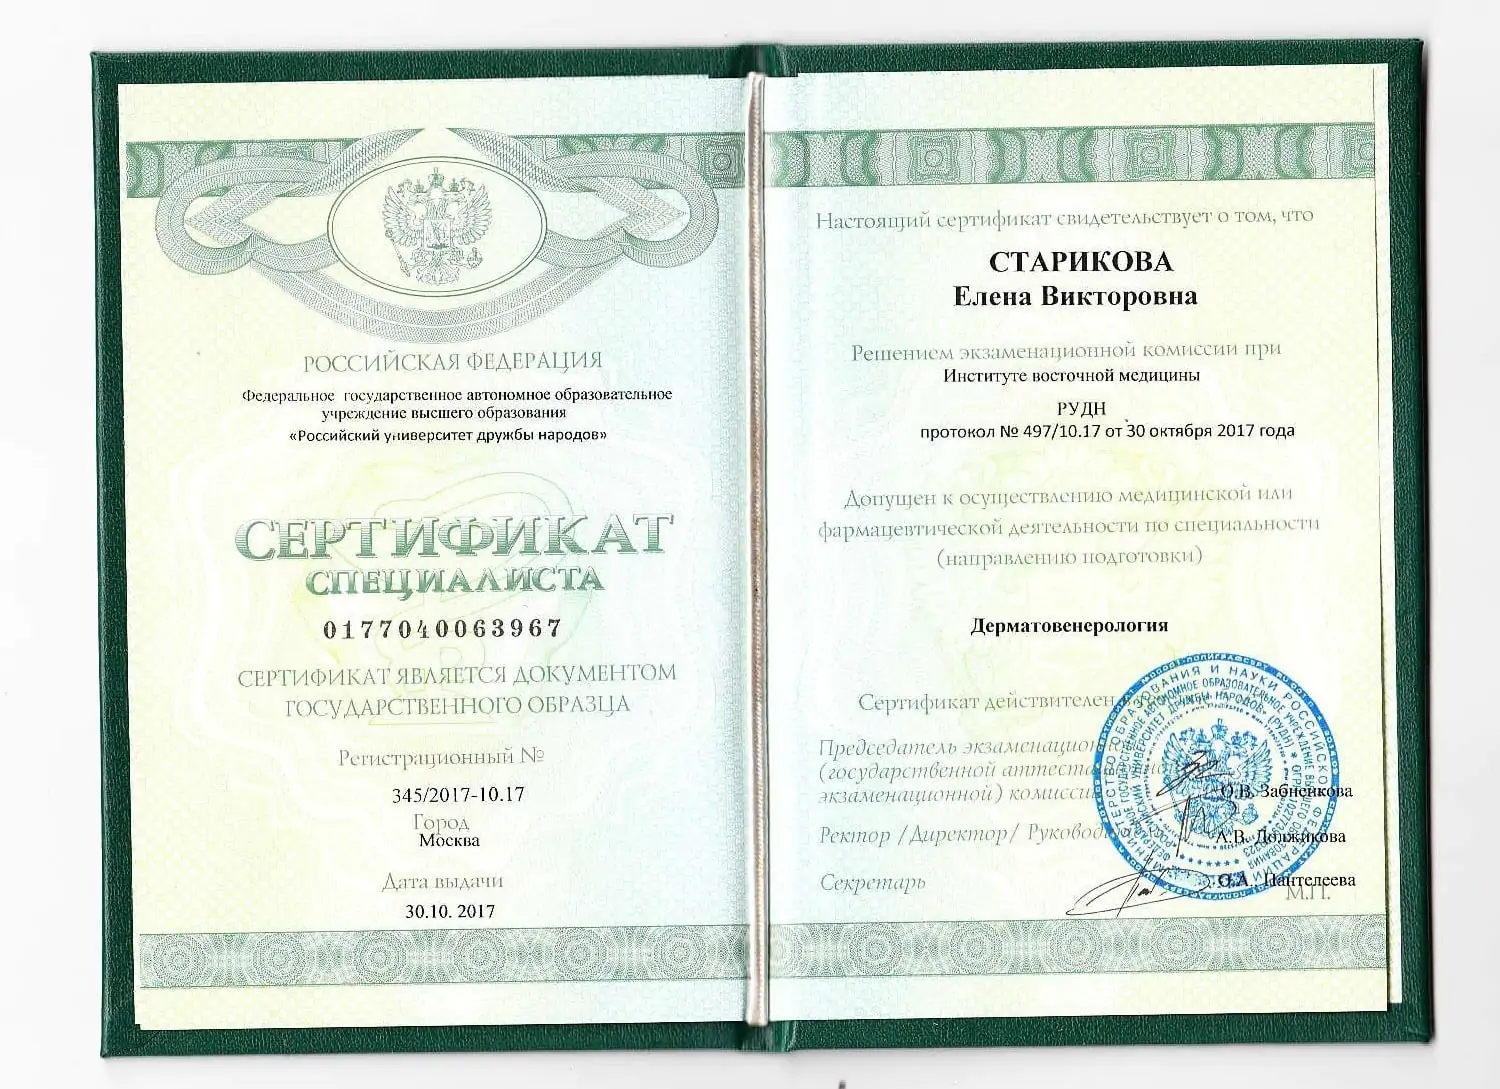 РОССИЙСКАЯ ФЕДЕРАЦИЯ
Федеральное государственное автономное образовательное
учреждение высшего образования
«Российский университет дружбы народов»
СЕРТИФИКАТ
СПЕЦИАЛИСТА
0177040063967
СЕРТИФИКАТ ЯВЛЯЕТСЯ ДОКУМЕНТОМ
ГОСУДАРСТВЕННОГО ОБРАЗЦА
Регистрационный №
345/2017-10.17
Город
Москва
Дата выдачи
30.10. 2017
Настоящий сертификат свидетельствует о том, что
СТАРИКОВА
Елена Викторовна
Решением экзаменационной комиссии при
Институте восточной медицины
РУДН
протокол № 497/10.17 от 30 октября 2017 года
Допущен к осуществлению медицинской или
фармацевтической деятельности по специальности
(направлению подготовки)
Дерматовенерология
Сертификат действителен
Председатель
(государственной
экзаменационной) комиссии
О.В. Забненкова
Ректор /Директор/
А.В. Должикова
Секретарь
О.А. Пантелеева
М.П.